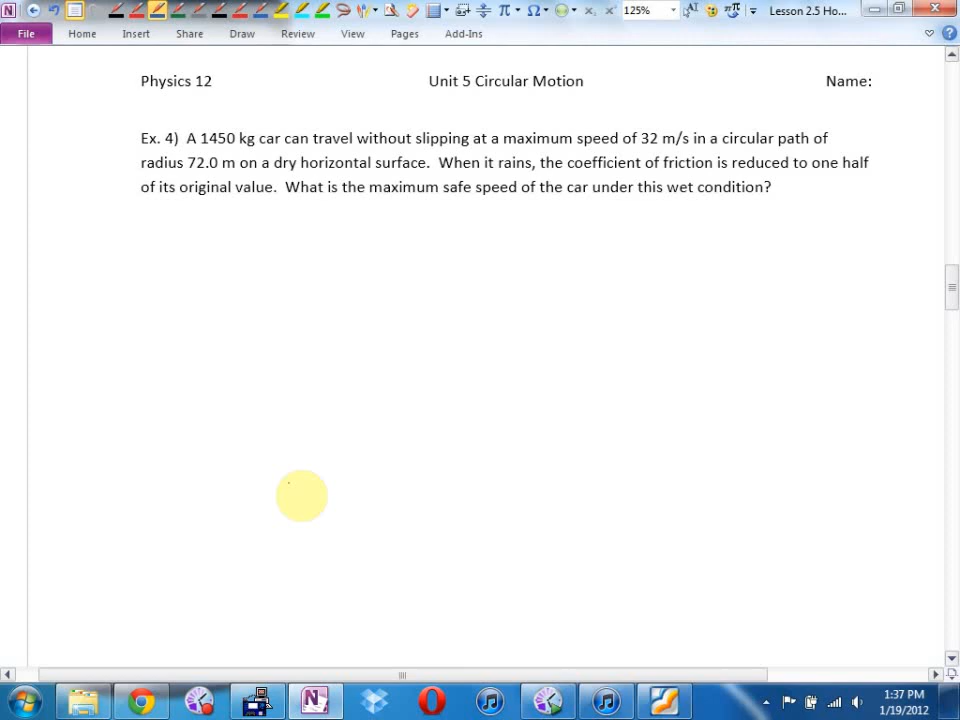 125%
Lesson 2.5 Ho...
File Home Insert Share Draw Review View Pages Add-Ins
Physics 12 Unit 5 Circular Motion Name:
Ex. 4) A 1450 kg car can travel without slipping at a maximum speed of 32 m/s in a circular path of
radius 72.0 m on a dry horizontal surface. When it rains, the coefficient of friction is reduced to one half
of its original value. What is the maximum safe speed of the car under this wet condition?
1:37 PM
1/19/2012